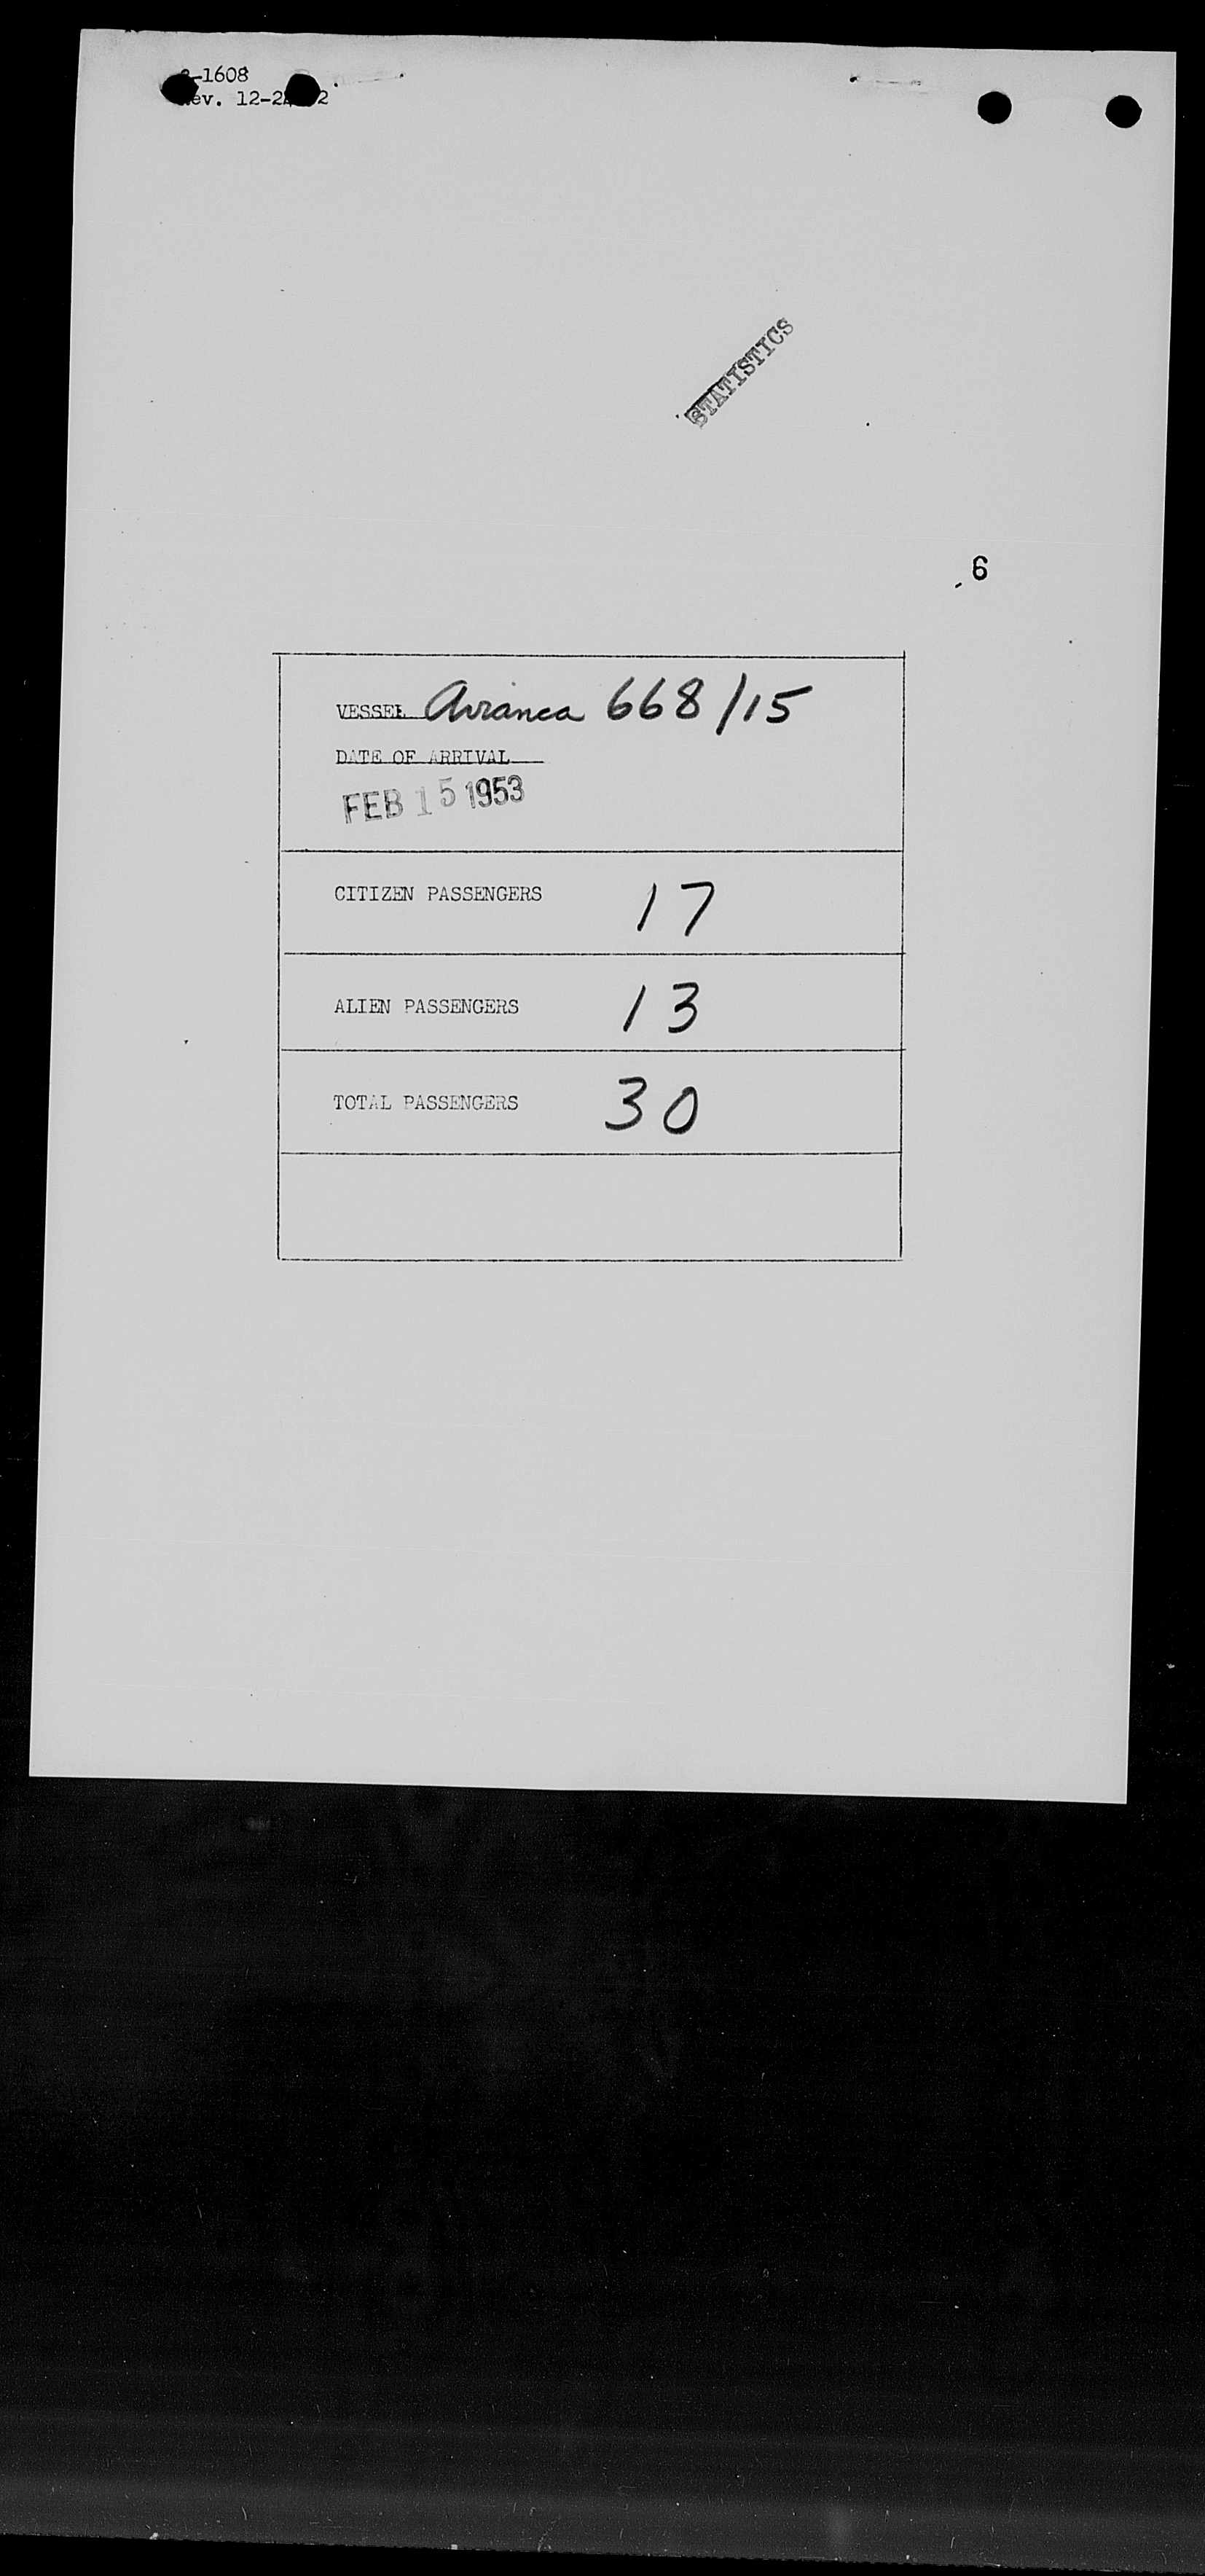 -1608
ev. 12-2 2
STATISTICS
6
VESSEL Avianca 668/15
DATE OF ARRIVAL
FEB 15 1953
CITIZEN PASSENGERS 17
ALIEN PASSENGERS 13
TOTAL PASSENGERS 30